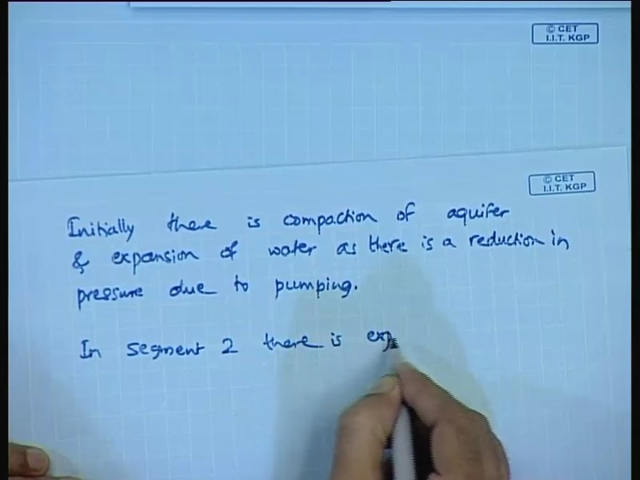 © CET
I.I.T. KGP
© CET
I.I.T. KGP
Initially there is compaction of aquifer
& expansion of water as there is a reduction in
pressure due to pumping.
In segment 2 there is exp